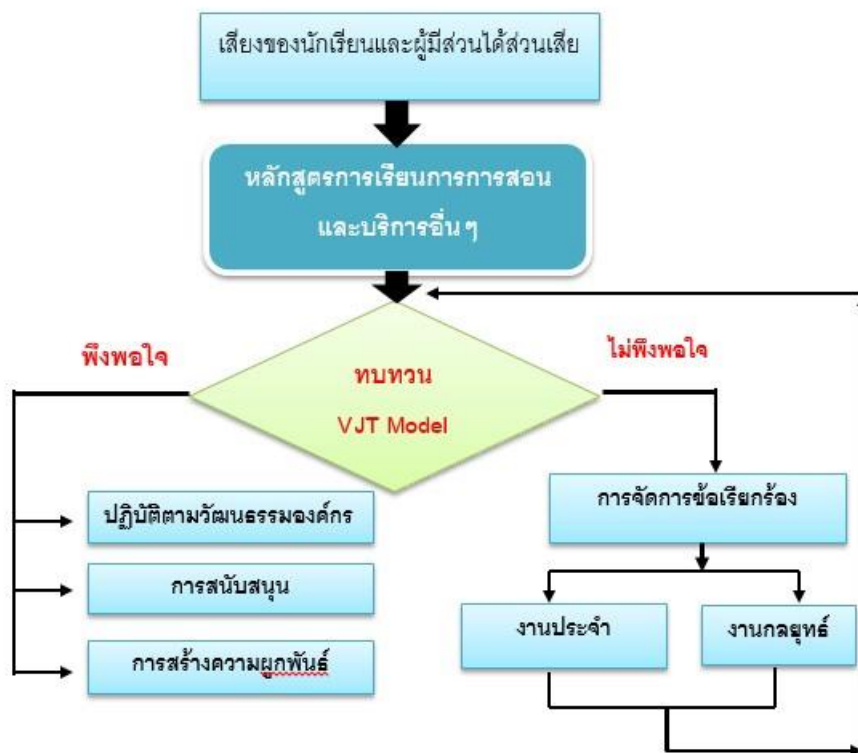 เสียงของนักเรียนและผู้มีส่วนได้ส่วนเสีย
หลักสูตรการเรียนการการสอน
และบริการอื่นๆ
พึงพอใจ
ไม่พึงพอใจ
ทบทวน
VJT Model
การจัดการข้อเรียกร้อง
ปฏิบัติตามวัฒนธรรมองค์กร
การสนับสนุน
การสร้างความผูกพันธ์
งานประจำ
งานกลยุทธ์